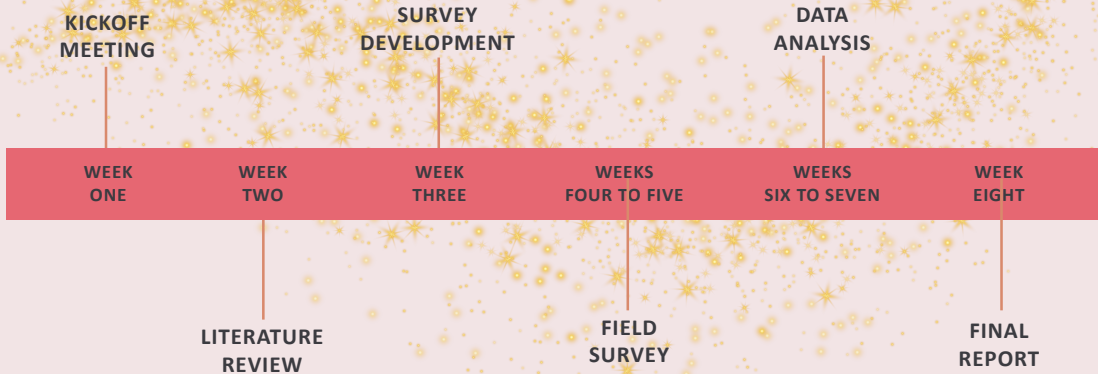 KICKOFF
MEETING
SURVEY
DEVELOPMENT
DATA
ANALYSIS
WEEK
ONE
WEEK
TWO
WEEK
THREE
WEEKS
FOUR TO FIVE
WEEKS
SIX TO SEVEN
WEEK
EIGHT
LITERATURE
REVIEW
FIELD
SURVEY
FINAL
REPORT